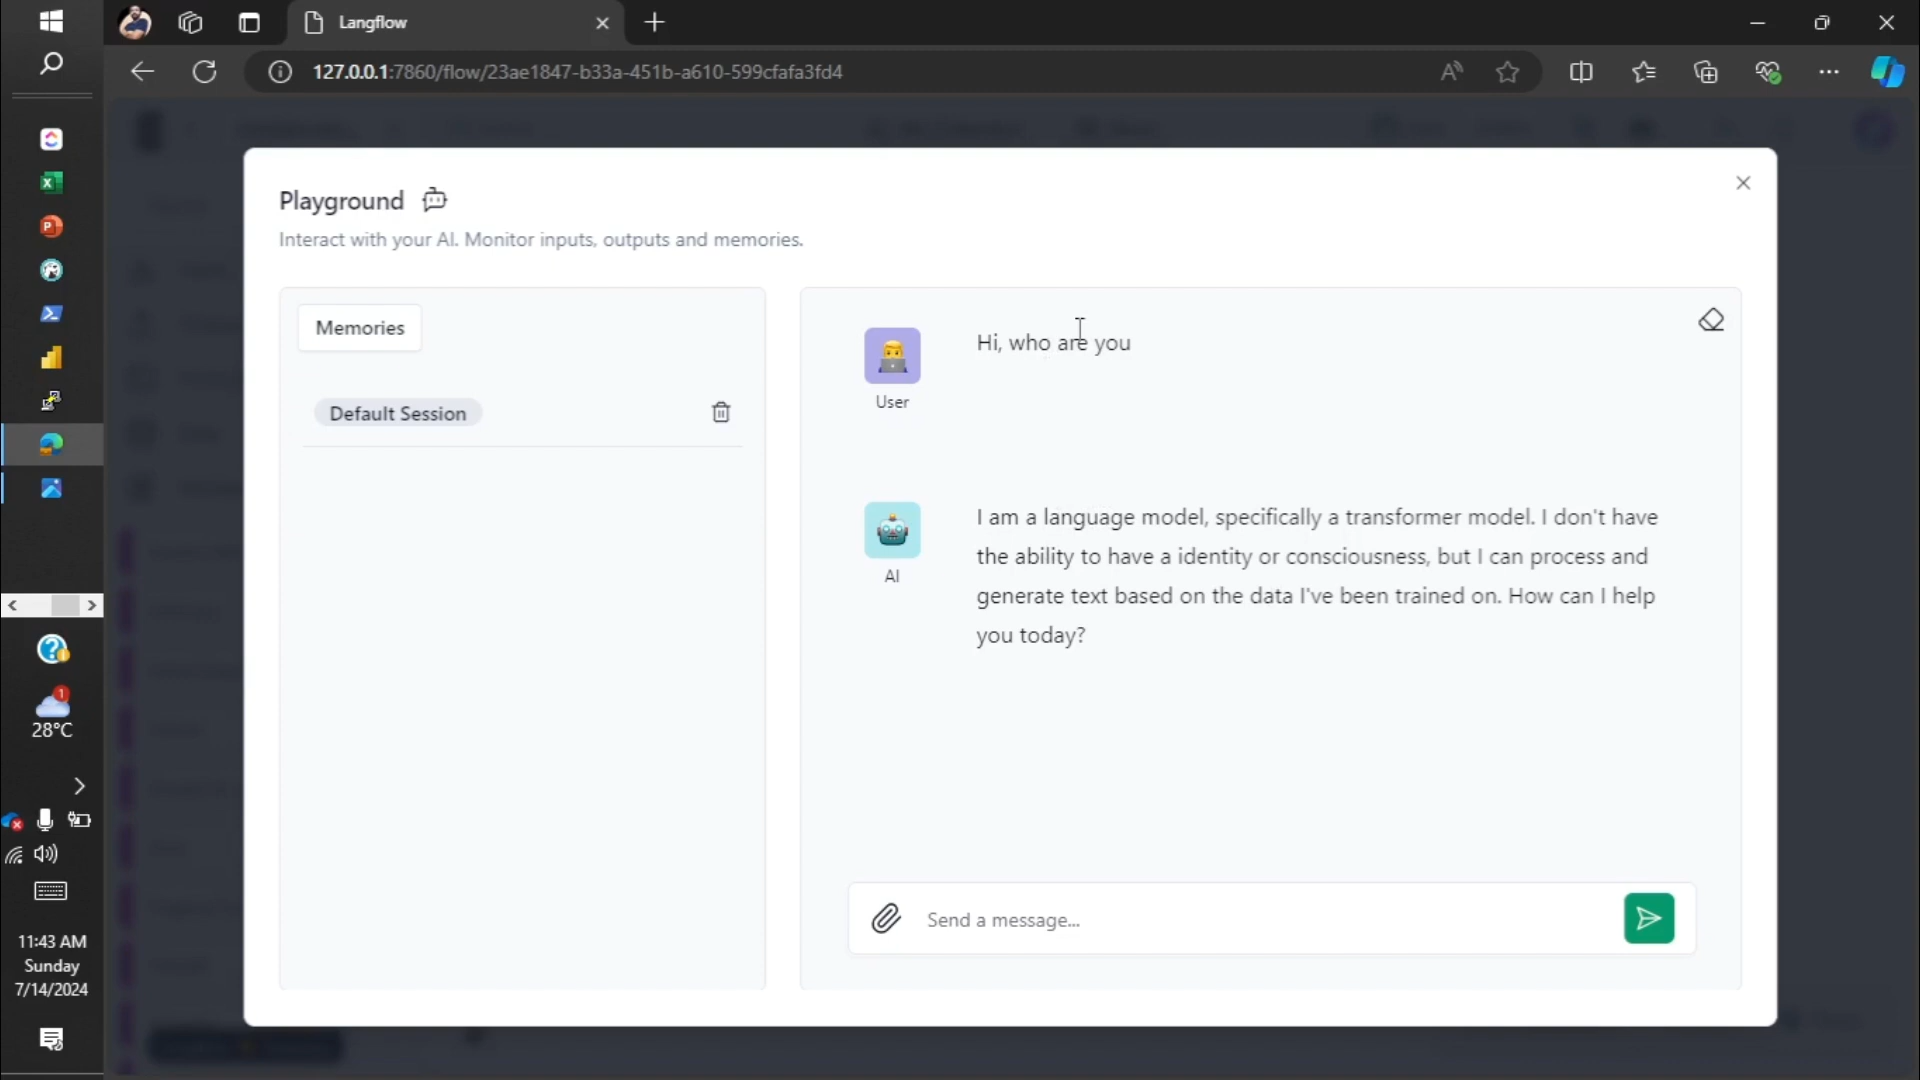 Langflow
127.0.0.1:7860/flow/23ae1847-b33a-451b-a610-599cfafa3fd4
Playground
Interact with your AI. Monitor inputs, outputs and memories.
Memories
Default Session
Hi, who are you
User
I am a language model, specifically a transformer model. I don't have
the ability to have a identity or consciousness, but I can process and
generate text based on the data I've been trained on. How can I help
you today?
AI
Send a message...
1
28°C
11:43 AM
Sunday
7/14/2024